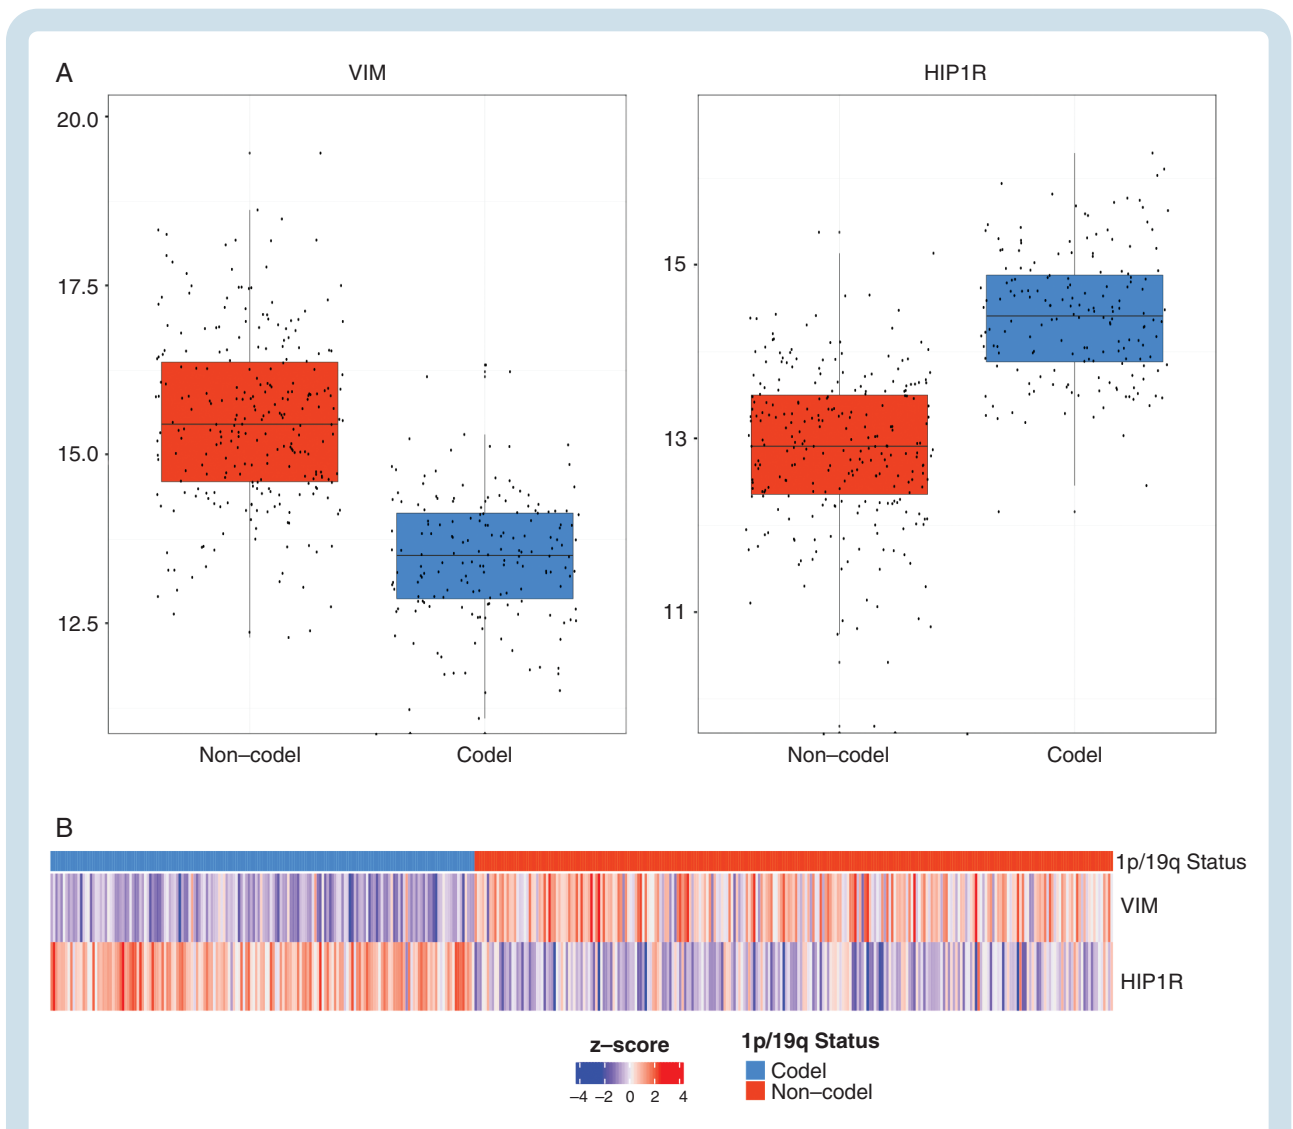 A
VIM
HIP1R
20.0
17.5
15.0
12.5
15
13
11
Non–codel
Codel
Non–codel
Codel
B
1p/19q Status
VIM
HIP1R
z–score
–4 –2 0 2 4
1p/19q Status
Codel
Non–codel